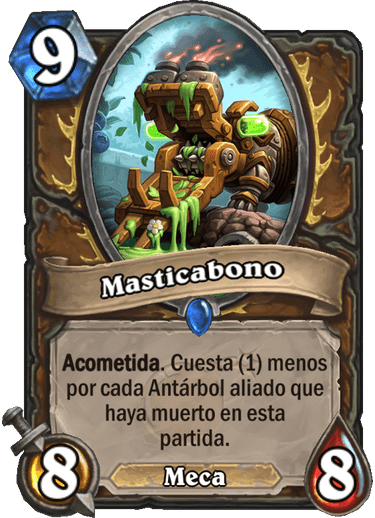 9
Masticabono
Acometida. Cuesta (1) menos
por cada Antárbol aliado que
haya muerto en esta
partida.
8
Meca
8